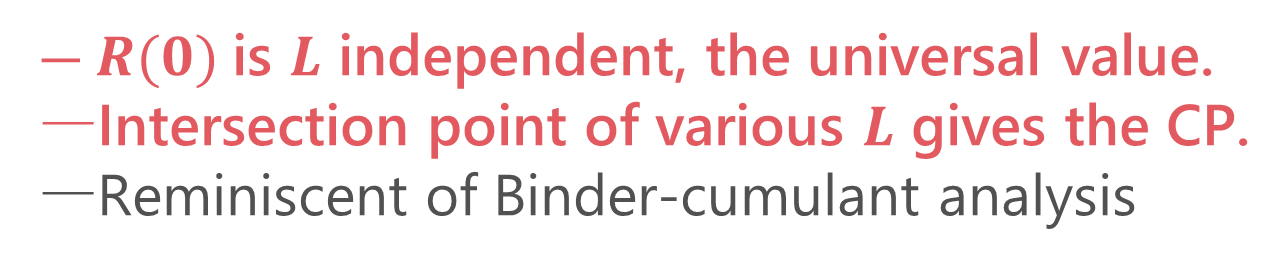 — R(0) is L independent, the universal value.
—Intersection point of various L gives the CP.
—Reminiscent of Binder-cumulant analysis